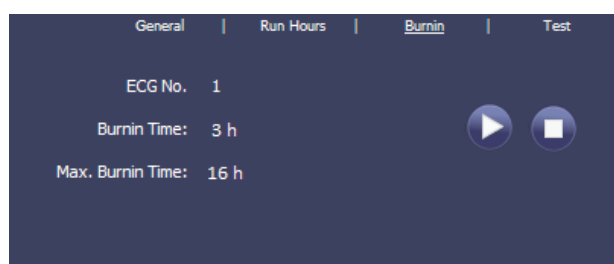 General | Run Hours | Burnin | Test
ECG No. 1
Burnin Time: 3 h
Max. Burnin Time: 16 h